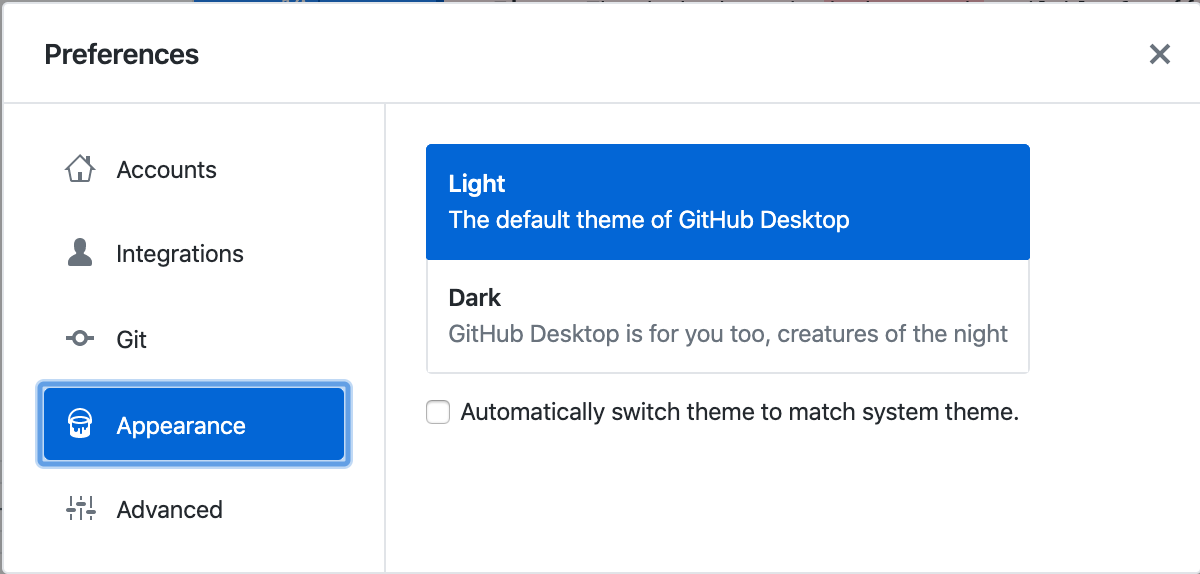 Preferences
Accounts
Integrations
Git
Appearance
Advanced
Light
The default theme of GitHub Desktop
Dark
GitHub Desktop is for you too, creatures of the night
Automatically switch theme to match system theme.